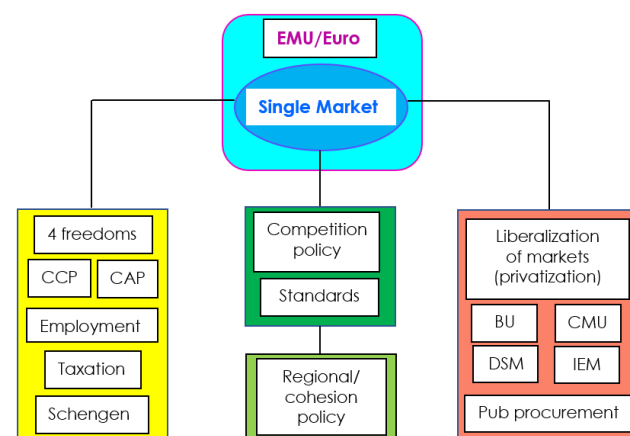 EMU/Euro
Single Market
4 freedoms
CCP
CAP
Employment
Taxation
Schengen
Competition
policy
Standards
Regional/
cohesion
policy
Liberalization
of markets
(privatization)
BU
CMU
DSM
IEM
Pub procurement